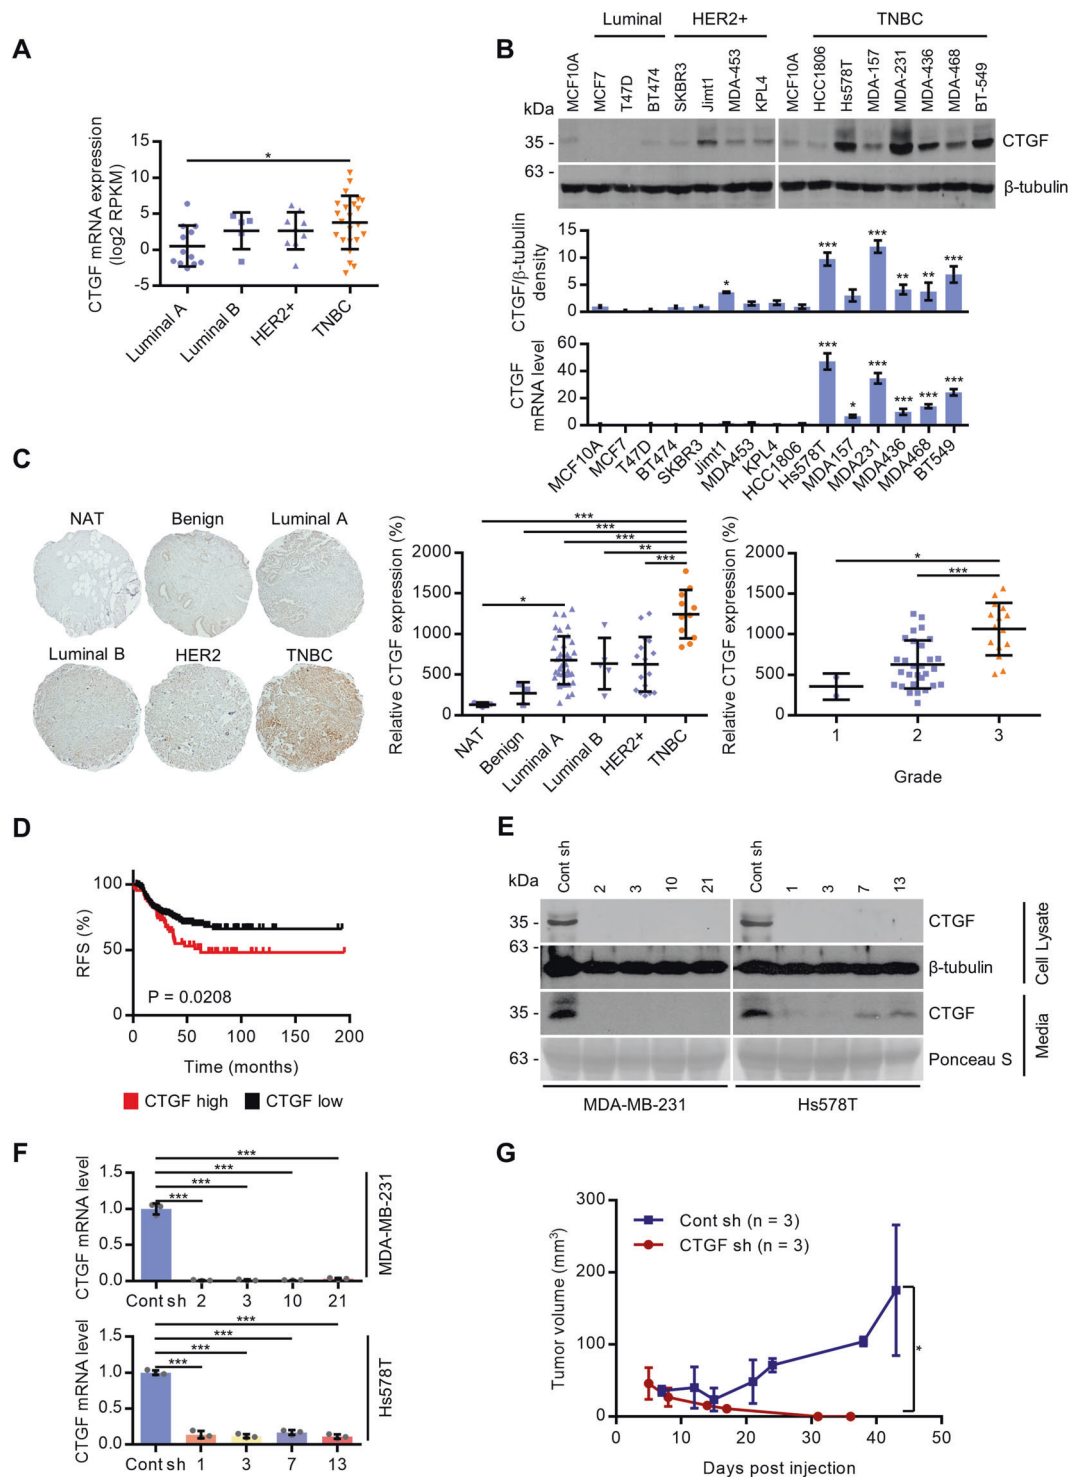 A
CTGF mRNA expression
(log2 RPKM)
15
10
5
0
-5
*
Luminal A
Luminal B
HER2+
TNBC
B
Luminal
HER2+
TNBC
kDa
MCF10A
MCF7
T47D
BT474
SKBR3
Jimt1
MDA-453
KPL4
MCF10A
HCC1806
Hs578T
MDA-157
MDA-231
MDA-436
MDA-468
BT-549
35 -
CTGF
63 -
β-tubulin
CTGF/β-tubulin
density
15
10
5
0
*
***
***
**
**
***
CTGF
mRNA level
60
40
20
0
***
*
***
***
***
***
MCF10A
MCF7
T47D
BT474
SKBR3
Jimt1
MDA453
KPL4
HCC1806
Hs578T
MDA157
MDA231
MDA436
MDA468
BT549
C
NAT
Benign
Luminal A
Luminal B
HER2
TNBC
Relative CTGF expression (%)
2000
1500
1000
500
0
***
***
***
**
***
*
NAT
Benign
Luminal A
Luminal B
HER2+
TNBC
Relative CTGF expression (%)
2000
1500
1000
500
0
*
***
1
2
3
Grade
D
RFS (%)
100
50
0
P = 0.0208
0
50
100
150
200
Time (months)
CTGF high
CTGF low
E
kDa
Cont sh
2
3
10
21
Cont sh
1
3
7
13
35 -
CTGF
63 -
β-tubulin
Cell Lysate
35 -
CTGF
63 -
Ponceau S
Media
MDA-MB-231
Hs578T
F
CTGF mRNA level
1.5
1.0
0.5
0.0
***
***
***
***
Cont sh
2
3
10
21
MDA-MB-231
CTGF mRNA level
1.5
1.0
0.5
0.0
***
***
***
***
Cont sh
1
3
7
13
Hs578T
G
Tumor volume (mm³)
300
200
100
0
Cont sh (n = 3)
CTGF sh (n = 3)
*
0
10
20
30
40
50
Days post injection